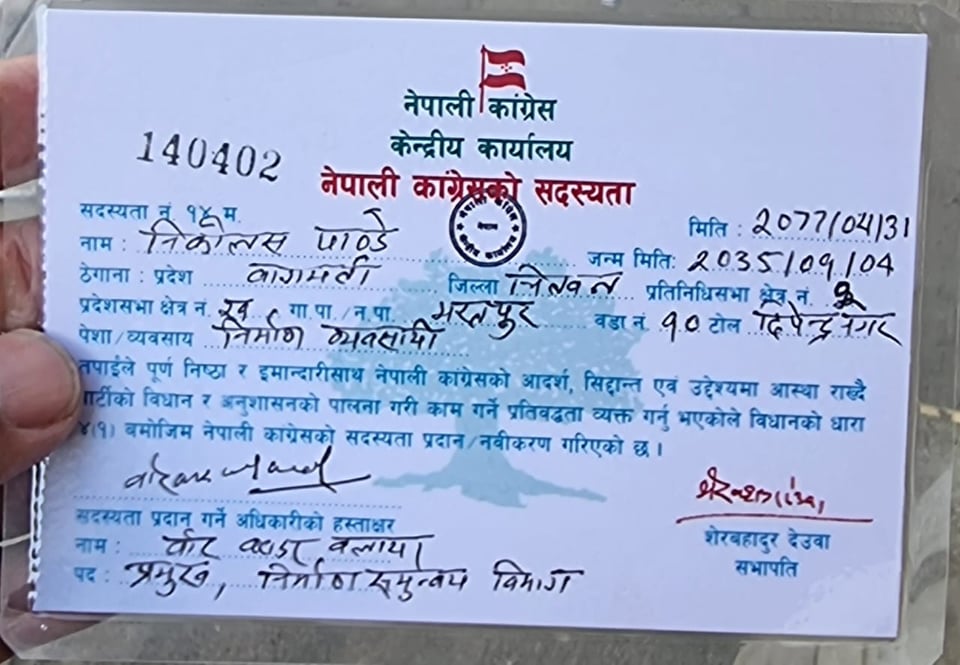 नेपाली कांग्रेस
केन्द्रीय कार्यालय
140402
नेपाली कांग्रेसको सदस्यता
सदस्यता नं. १४ म.
मिति : 2077/04/31
नाम : निकोलस पाण्डे
जन्म मिति: 2035/09/04
ठेगाना : प्रदेश वागमती जिल्ला चितवन प्रतिनिधिसभा क्षेत्र नं.
प्रदेशसभा क्षेत्र नं. गा.पा./न.पा. भरतपुर वडा नं. १० टोल दिपेन्द्रनगर
पेशा/व्यवसाय निर्माण व्यवसायी
तपाईले पूर्ण निष्ठा र इमान्दारीसाथ नेपाली कांग्रेसको आदर्श, सिद्दान्त एवं उद्देश्यमा आस्था राख्दै
पार्टीको विधान र अनुशासनको पालना गरी काम गर्ने प्रतिवद्धता व्यक्त गर्नु भएकोले विधानको धारा
४(१) बमोजिम नेपाली कांग्रेसको सदस्यता प्रदान/नवीकरण गरिएको छ ।
सदस्यता प्रदान गर्ने अधिकारीको हस्ताक्षर
नाम :
पद : प्रमुख, निर्माण समुन्वय विभाग
शेरबहादुर देउवा
सभापति